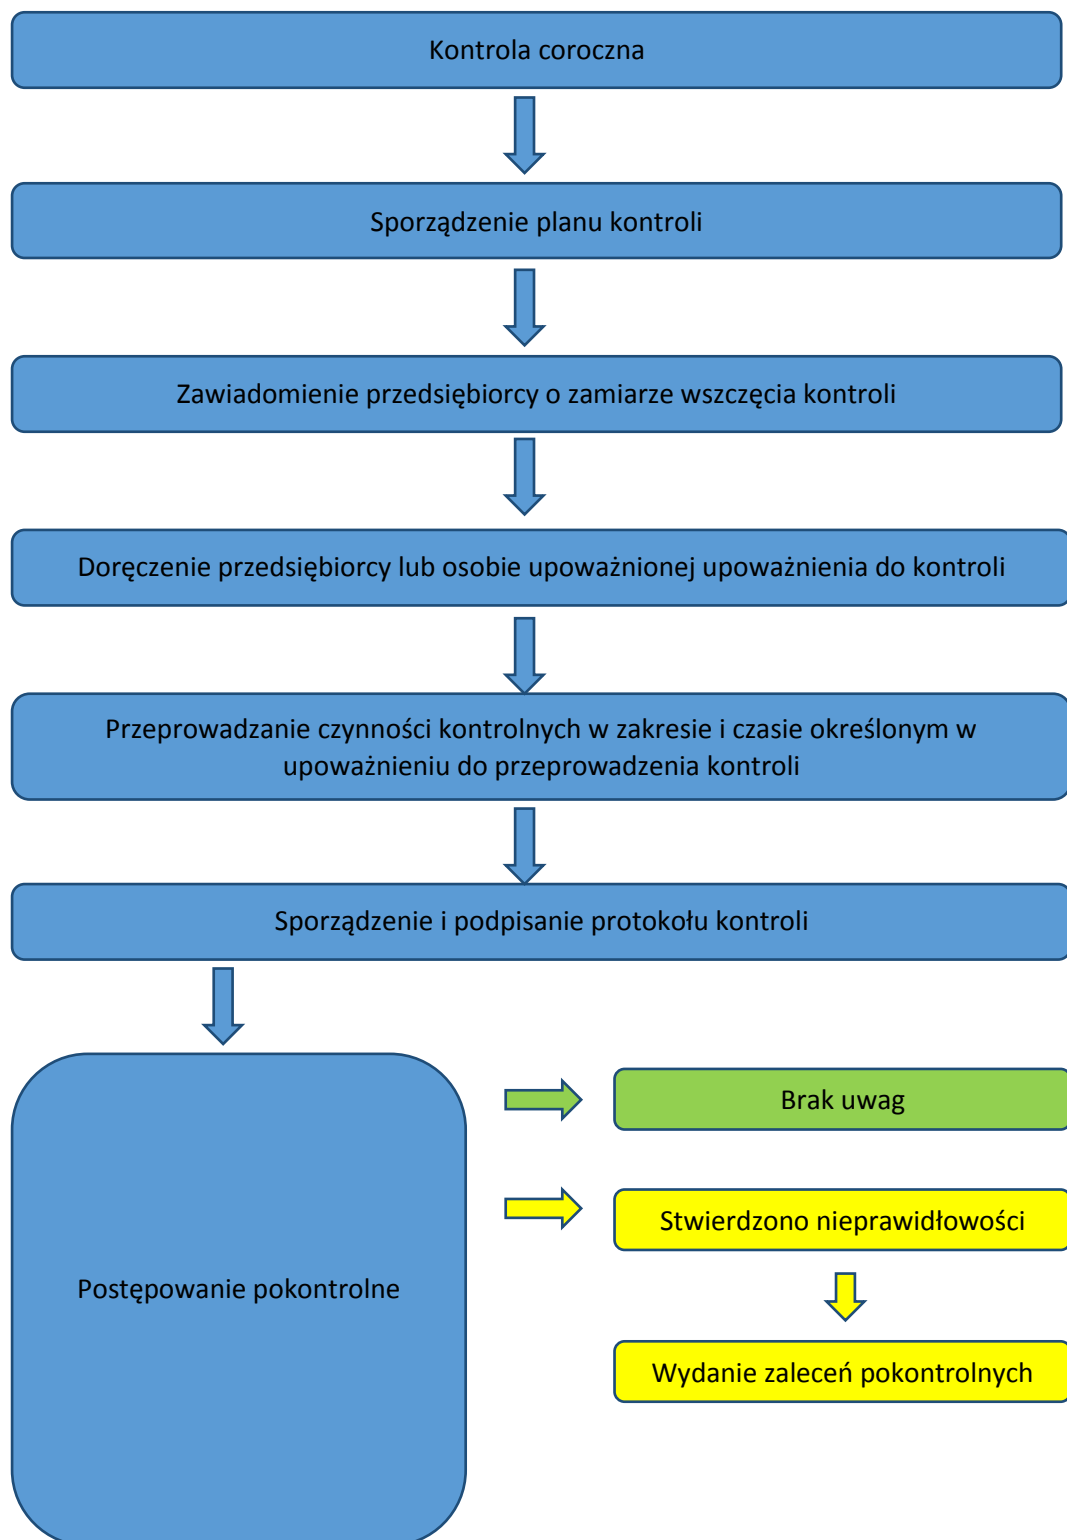 Kontrola coroczna
Sporządzenie planu kontroli
Zawiadomienie przedsiębiorcy o zamiarze wszczęcia kontroli
Doręczenie przedsiębiorcy lub osobie upoważnionej upoważnienia do kontroli
Przeprowadzanie czynności kontrolnych w zakresie i czasie określonym w
upoważnieniu do przeprowadzenia kontroli
Sporządzenie i podpisanie protokołu kontroli
Brak uwag
Stwierdzono nieprawidłowości
Postępowanie pokontrolne
Wydanie zaleceń pokontrolnych